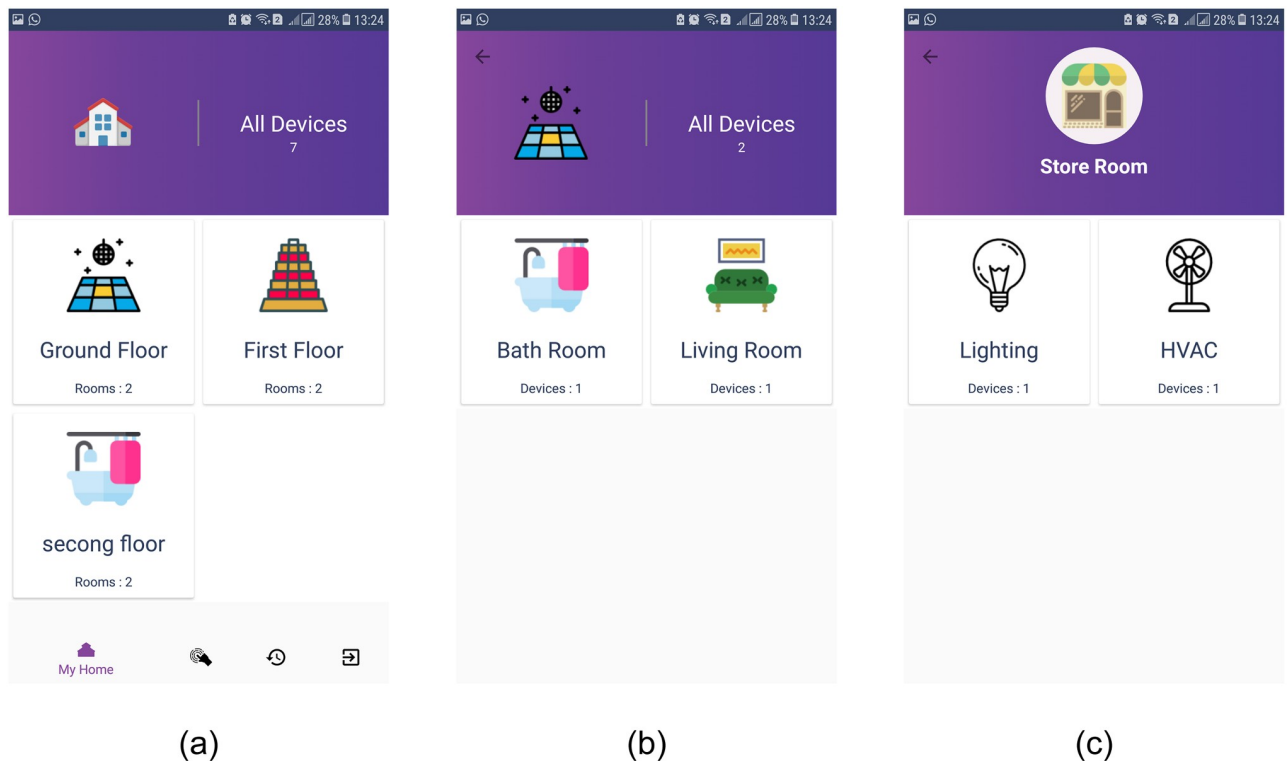 28% 13:24
All Devices
7
Ground Floor
Rooms : 2
First Floor
Rooms : 2
secong floor
Rooms : 2
My Home
(a)
28% 13:24
All Devices
2
Bath Room
Devices : 1
Living Room
Devices : 1
(b)
28% 13:24
Store Room
Lighting
Devices : 1
HVAC
Devices : 1
(c)